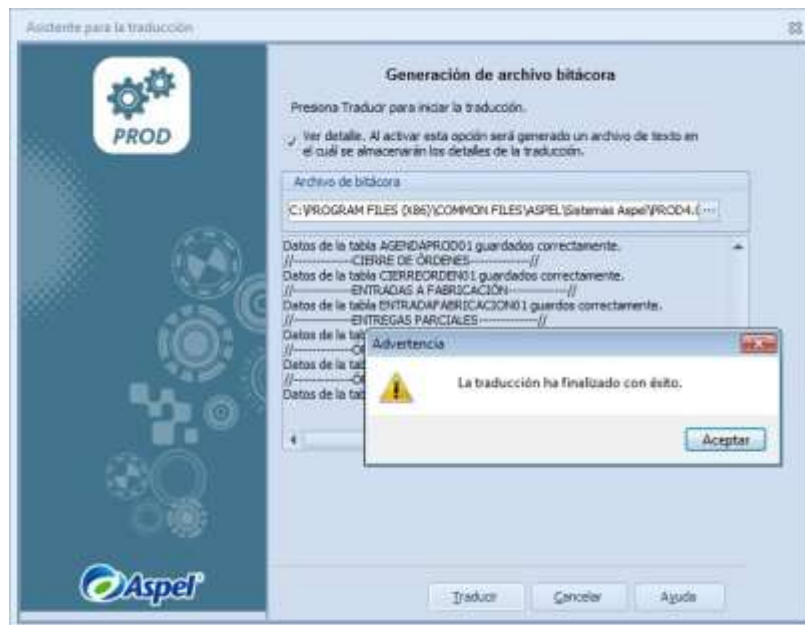 Asistente para la traducción
PROD
Aspel
Generación de archivo bitácora
Presiona Traducir para iniciar la traducción.
Ver detalle. Al activar esta opción será generado un archivo de texto en
el cuál se almacenarán los detalles de la traducción.
Archivo de bitácora
C:\PROGRAM FILES (X86)\COMMON FILES\ASPEL\Sistemas Aspel\PROD4.
Datos de la tabla AGENDAPROD01 guardados correctamente.
//-------------CIERRE DE ÓRDENES-------------//
Datos de la tabla CIERREORDEN01 guardados correctamente.
//-------------ENTRADAS A FABRICACIÓN-------------//
Datos de la tabla ENTRADAFABRICACION01 guardos correctamente.
//-------------ENTREGAS PARCIALES-------------//
Datos de la tab
//-------------
Datos de la tab
//-------------
Datos de la tab
Advertencia
La traducción ha finalizado con éxito.
Aceptar
Traducir
Cancelar
Ayuda